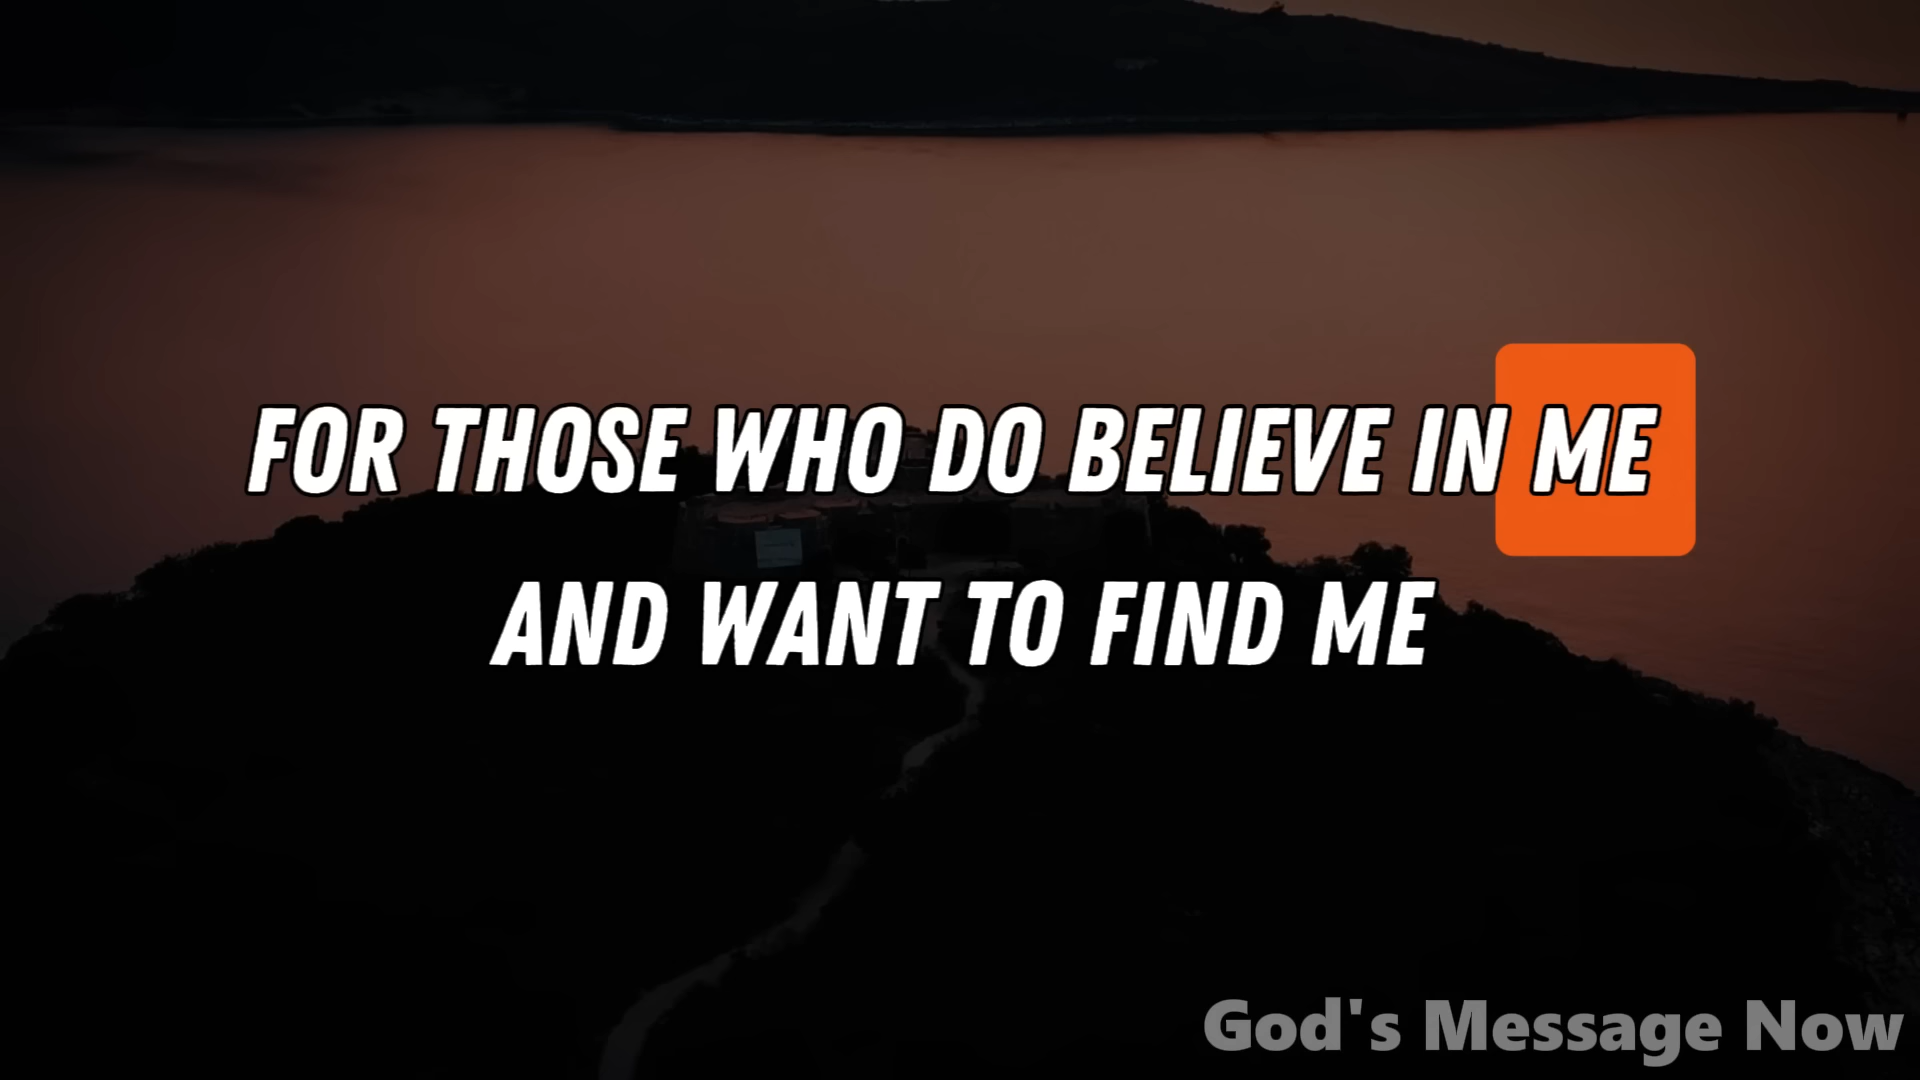 FOR THOSE WHO DO BELIEVE IN ME
AND WANT TO FIND ME
God's Message Now